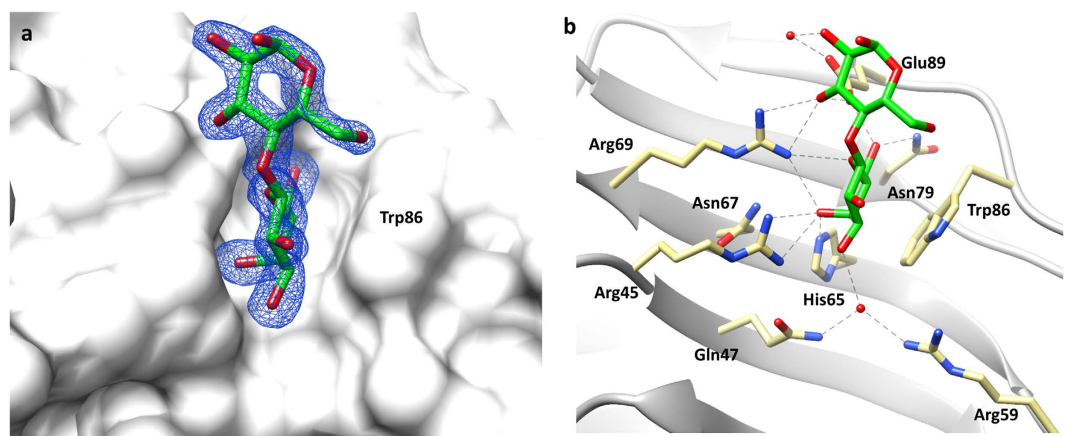 a
Trp86
b
Glu89
Arg69
Asn79
Asn67
Trp86
Arg45
His65
Gln47
Arg59